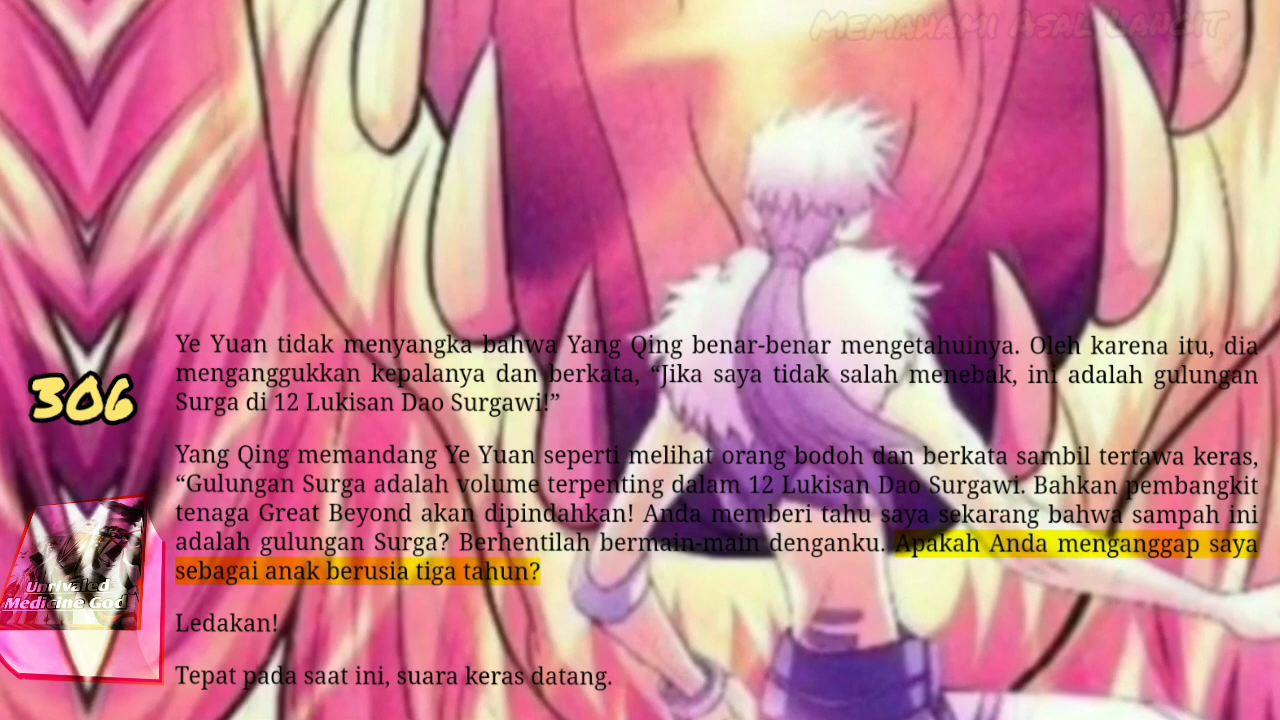 Memahami Asal Langit
Ye Yuan tidak menyangka bahwa Yang Qing benar-benar mengetahuinya. Oleh karena itu, dia
menganggukkan kepalanya dan berkata, “Jika saya tidak salah menebak, ini adalah gulungan
Surga di 12 Lukisan Dao Surgawi!”
306
Yang Qing memandang Ye Yuan seperti melihat orang bodoh dan berkata sambil tertawa keras,
“Gulungan Surga adalah volume terpenting dalam 12 Lukisan Dao Surgawi. Bahkan pembangkit
tenaga Great Beyond akan dipindahkan! Anda memberi tahu saya sekarang bahwa sampah ini
adalah gulungan Surga? Berhentilah bermain-main denganku. Apakah Anda menganggap saya
sebagai anak berusia tiga tahun?
Unrivaled
Medicine God
Ledakan!
Tepat pada saat ini, suara keras datang.